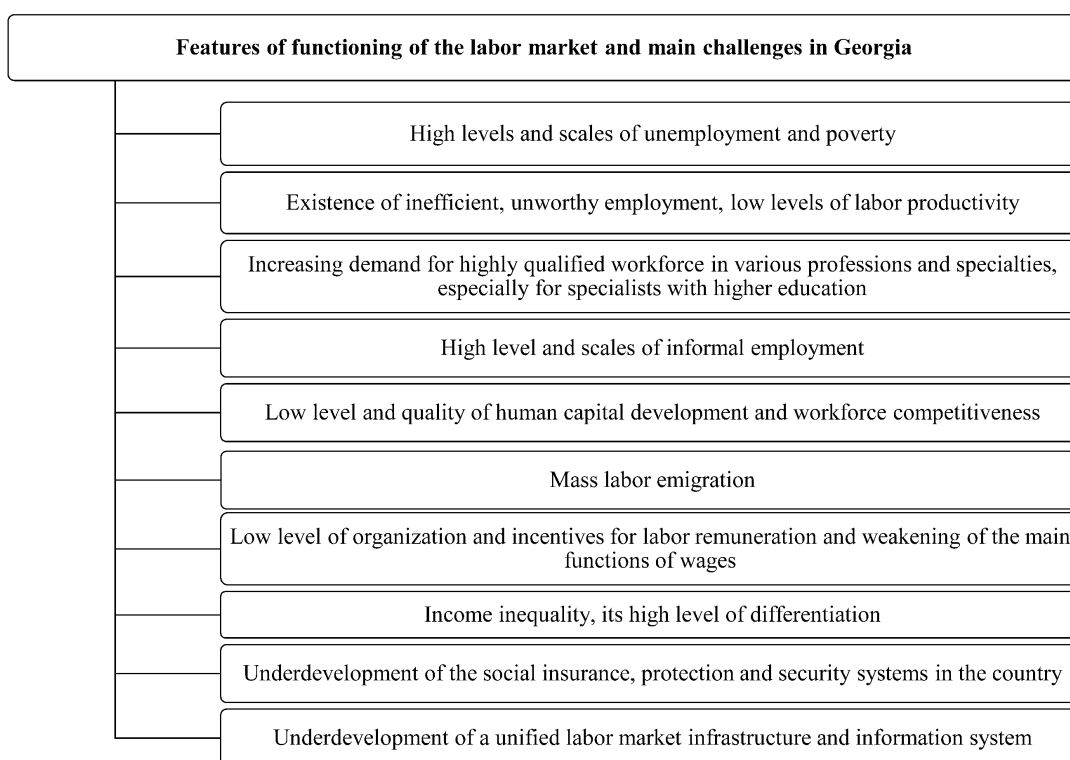 Features of functioning of the labor market and main challenges in Georgia
High levels and scales of unemployment and poverty
Existence of inefficient, unworthy employment, low levels of labor productivity
Increasing demand for highly qualified workforce in various professions and specialties,
especially for specialists with higher education
High level and scales of informal employment
Low level and quality of human capital development and workforce competitiveness
Mass labor emigration
Low level of organization and incentives for labor remuneration and weakening of the main
functions of wages
Income inequality, its high level of differentiation
Underdevelopment of the social insurance, protection and security systems in the country
Underdevelopment of a unified labor market infrastructure and information system